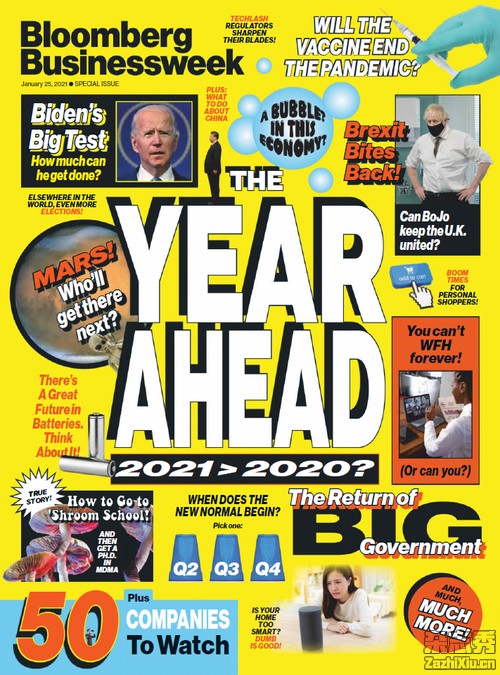 Bloomberg
Businessweek
January 25, 2021 ● SPECIAL ISSUE
TECHLASH
REGULATORS
SHARPEN
THEIR BLADES!
WILL THE
VACCINE END
THE PANDEMIC?
Biden's
Big Test
How much can
he get done?
PLUS:
WHAT
TO DO
ABOUT
CHINA
A BUBBLE?
IN THIS
ECONOMY?
Brexit
Bites
Back!
Can BoJo
keep the U.K.
united?
ELSEWHERE IN THE
WORLD, EVEN MORE
ELECTIONS!
THE
YEAR
AHEAD
2021 > 2020?
MARS!
Who'll
get there
next?
add to cart
BOOM
TIMES
FOR
PERSONAL
SHOPPERS!
You can't
WFH
forever!
(Or can you?)
There's
A Great
Future in
Batteries.
Think
About It!
TRUE
STORY!
How to Go to
'Shroom School!
AND
THEN
GET A
PH.D.
IN
MDMA
WHEN DOES THE
NEW NORMAL BEGIN?
Pick one:
Q2 Q3 Q4
The Return of
BIG
Government
50
Plus
COMPANIES
To Watch
IS YOUR
HOME
TOO
SMART?
DUMB
IS GOOD!
AND
MUCH,
MUCH
MORE!
杂志秀
ZaZhiXiu.cn